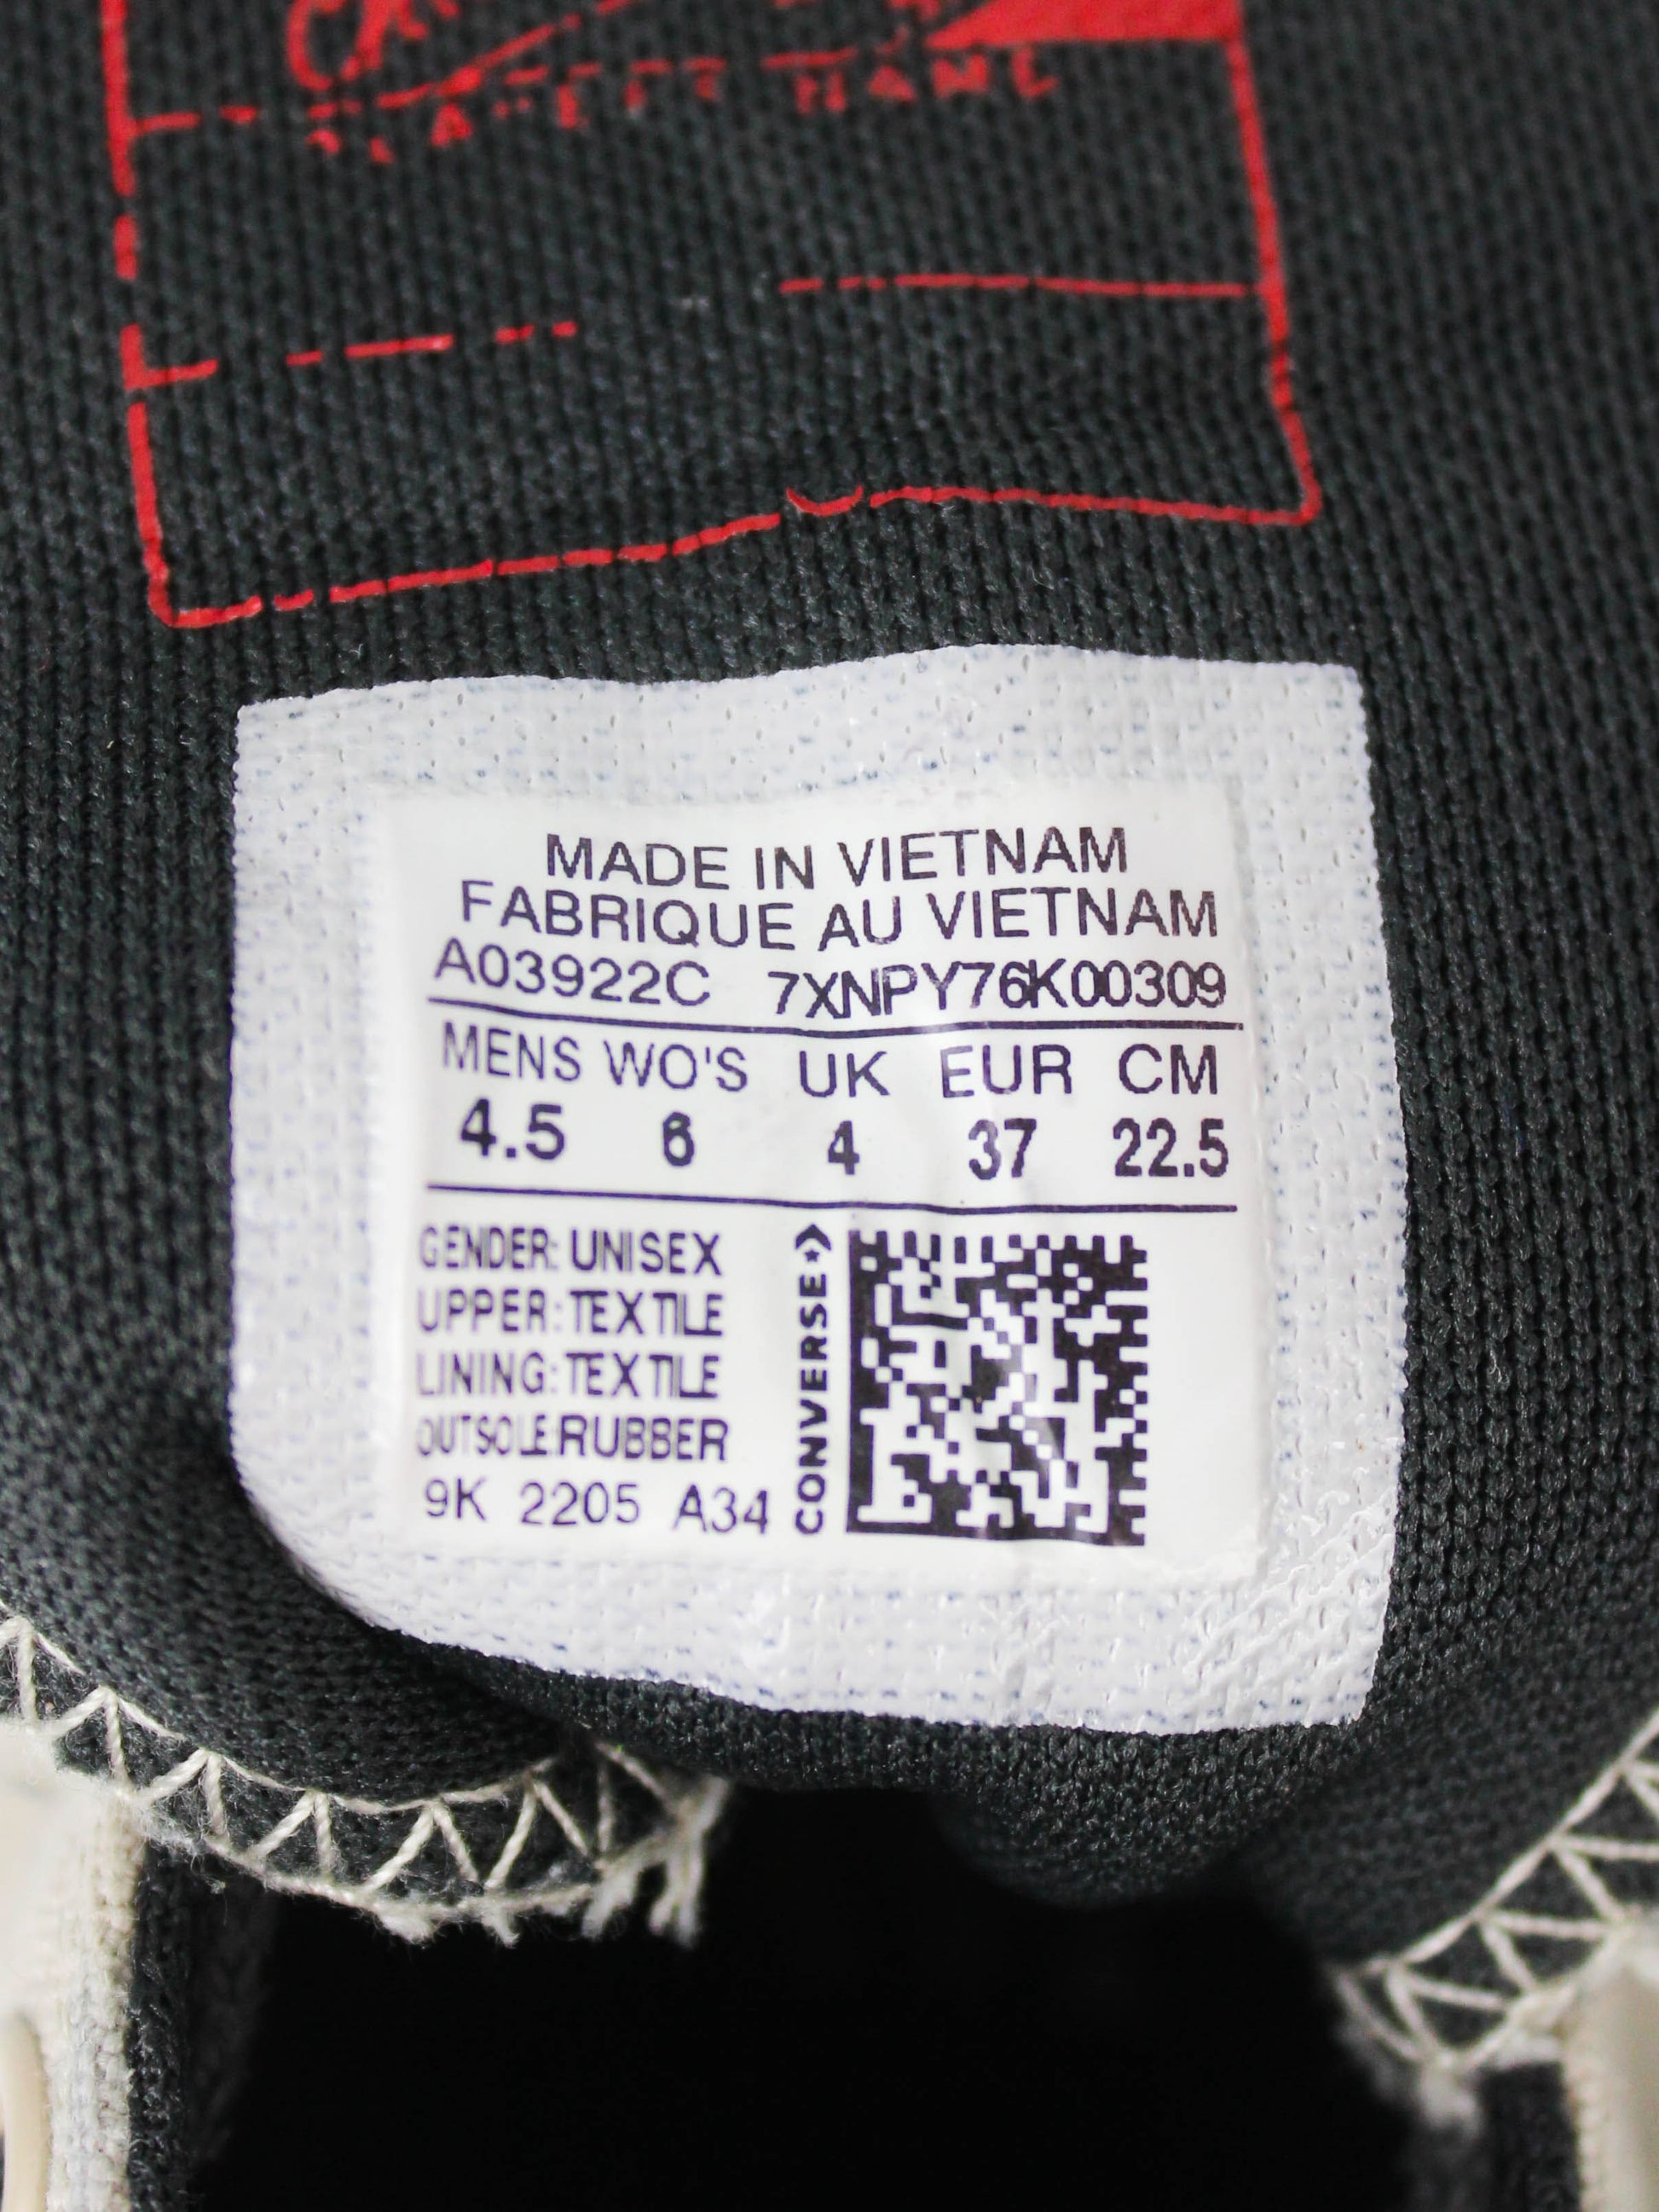 MADE IN VIETNAM
FABRIQUE AU VIETNAM
A03922C 7XNPY76K00309
MENS WO'S UK EUR CM
4.5 6 4 37 22.5
GENDER: UNISEX
UPPER: TEXTILE
LINING: TEXTILE
OUTSOLE: RUBBER
9K 2205 A34
CONVERSE